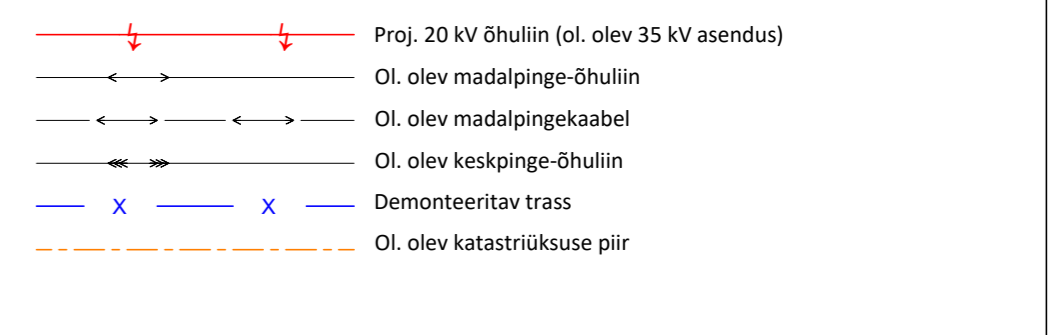 Proj. 20 kV õhuliin (ol. olev 35 kV asendus)
Ol. olev madalpinge-õhuliin
Ol. olev madalpingekaabel
Ol. olev keskpinge-õhuliin
X X Demonteeritav trass
Ol. olev katastriüksuse piir